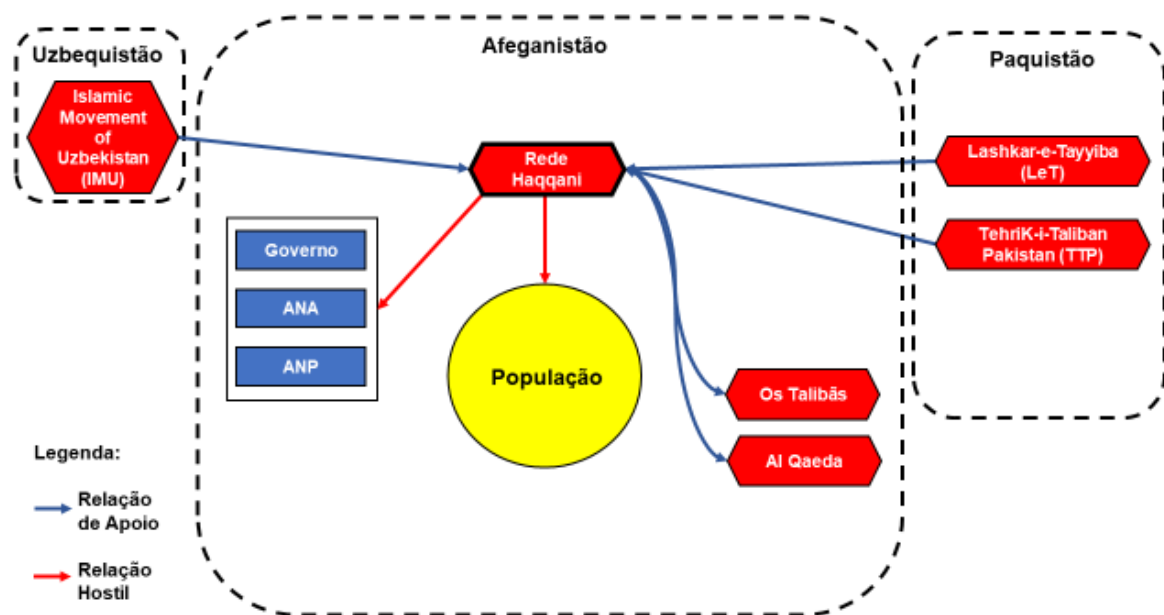 Uzbequistão
Islamic
Movement
of
Uzbekistan
(IMU)
Afeganistão
Rede
Haqqani
Governo
ANA
ANP
População
Os Talibãs
Al Qaeda
Paquistão
Lashkar-e-Tayyiba
(LeT)
TehriK-i-Taliban
Pakistan (TTP)
Legenda:
Relação
de Apoio
Relação
Hostil